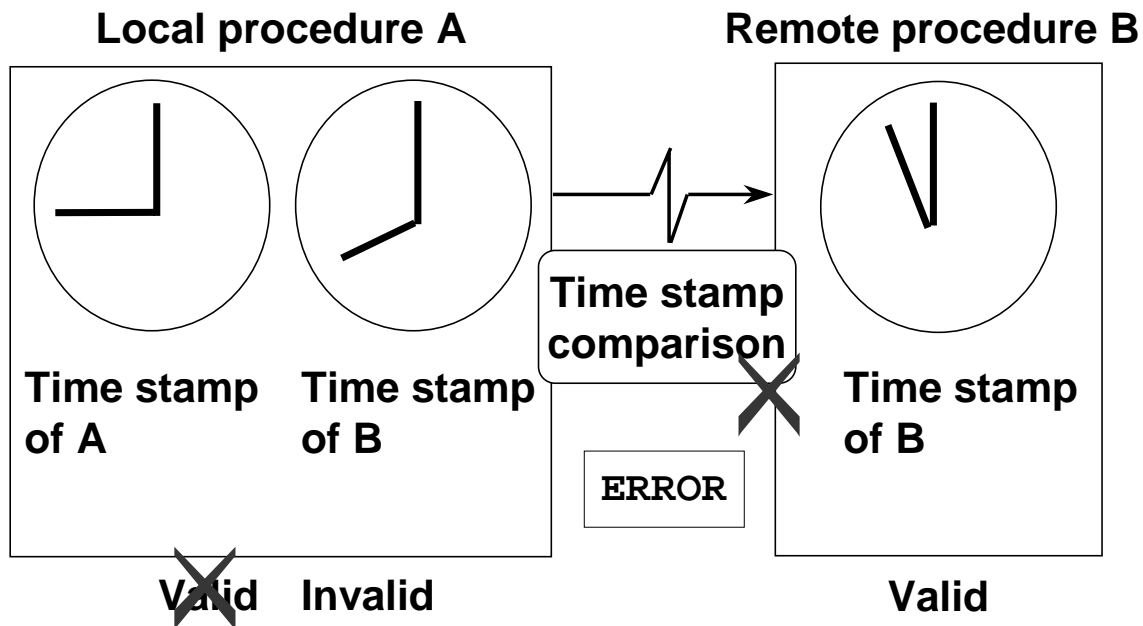 Local procedure A
Remote procedure B
Time stamp
of A
Time stamp
of B
Time stamp
comparison
ERROR
Time stamp
of B
Valid
Invalid
Valid